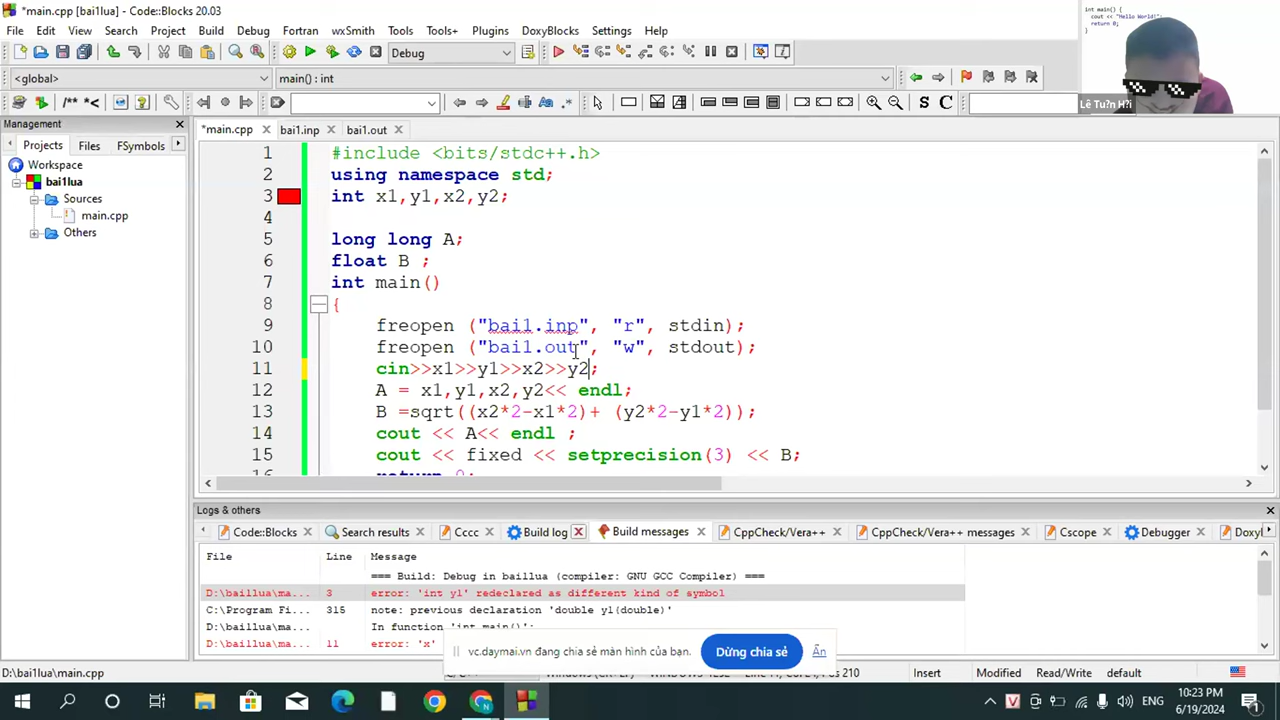 *main.cpp [bai1lua] - Code::Blocks 20.03
File Edit View Search Project Build Debug Fortran wxSmith Tools Tools+ Plugins DoxyBlocks Settings Help
Debug
<global>
main() : int
/** *<
S C
int main() {
cout << "Hello World!";
return 0;
}
Lê Tu?n H?i
Management
Projects Files FSymbols
Workspace
bai1lua
Sources
main.cpp
Others
*main.cpp bai1.inp bai1.out
1 #include <bits/stdc++.h>
2 using namespace std;
3 int x1,y1,x2,y2;
4
5 long long A;
6 float B ;
7 int main()
8 {
9 freopen ("bai1.inp", "r", stdin);
10 freopen ("bai1.out", "w", stdout);
11 cin>>x1>>y1>>x2>>y2;
12 A = x1,y1,x2,y2<< endl;
13 B =sqrt((x2*2-x1*2)+ (y2*2-y1*2));
14 cout << A<< endl ;
15 cout << fixed << setprecision(3) << B;
16 return 0;
Logs & others
Code::Blocks Search results Cccc Build log Build messages CppCheck/Vera++ CppCheck/Vera++ messages Cscope Debugger
File Line Message
=== Build: Debug in bai1lua (compiler: GNU GCC Compiler) ===
D:\bai1lua\ma... 3 error: 'int y1' redeclared as different kind of symbol
C:\Program Fi... 315 note: previous declaration 'double y1(double)'
D:\bai1lua\ma... In function 'int main()':
D:\bai1lua\ma... 11 error: 'x'
vc.daymai.vn đang chia sẻ màn hình của bạn.
Dừng chia sẻ
Ẩn
D:\bai1lua\main.cpp
Modified Read/Write default
ENG
10:23 PM
6/19/2024